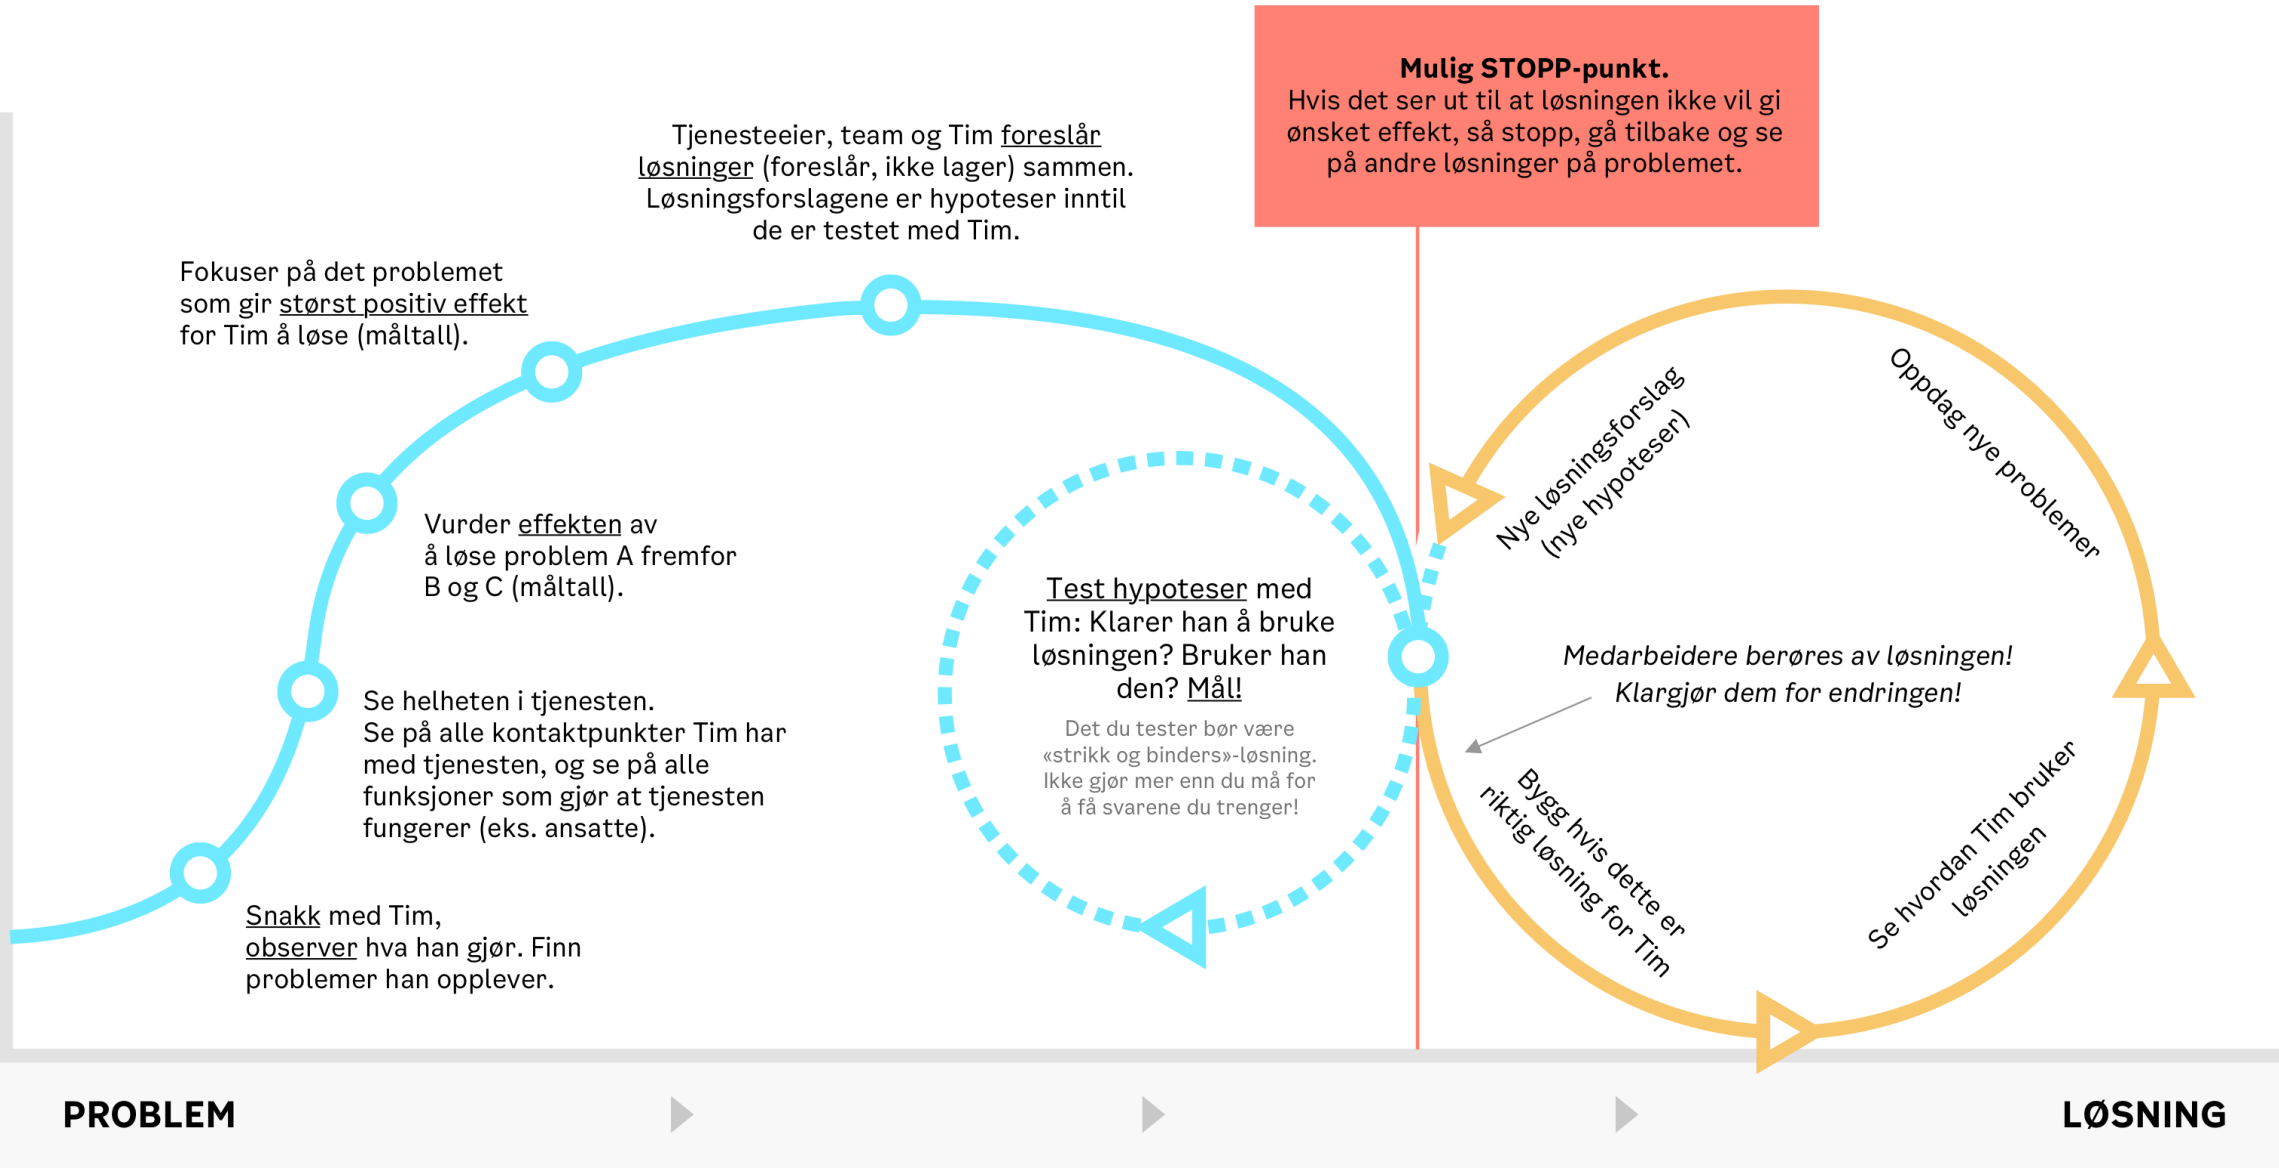 Mulig STOPP-punkt.
Hvis det ser ut til at løsningen ikke vil gi
ønsket effekt, så stopp, gå tilbake og se
på andre løsninger på problemet.
Tjenesteeier, team og Tim foreslår
løsninger (foreslår, ikke lager) sammen.
Løsningsforslagene er hypoteser inntil
de er testet med Tim.
Fokuser på det problemet
som gir størst positiv effekt
for Tim å løse (måltall).
Vurder effekten av
å løse problem A fremfor
B og C (måltall).
Se helheten i tjenesten.
Se på alle kontaktpunkter Tim har
med tjenesten, og se på alle
funksjoner som gjør at tjenesten
fungerer (eks. ansatte).
Snakk med Tim,
observer hva han gjør. Finn
problemer han opplever.
Test hypoteser med
Tim: Klarer han å bruke
løsningen? Bruker han
den? Mål!
Det du tester bør være
«strikk og binders»-løsning.
Ikke gjør mer enn du må for
å få svarene du trenger!
Nye løsningsforslag
(nye hypoteser)
Oppdag nye problemer
Medarbeidere berøres av løsningen!
Klargjør dem for endringen!
Bygg hvis dette er
riktig løsning for Tim
Se hvordan Tim bruker
løsningen
PROBLEM
LØSNING